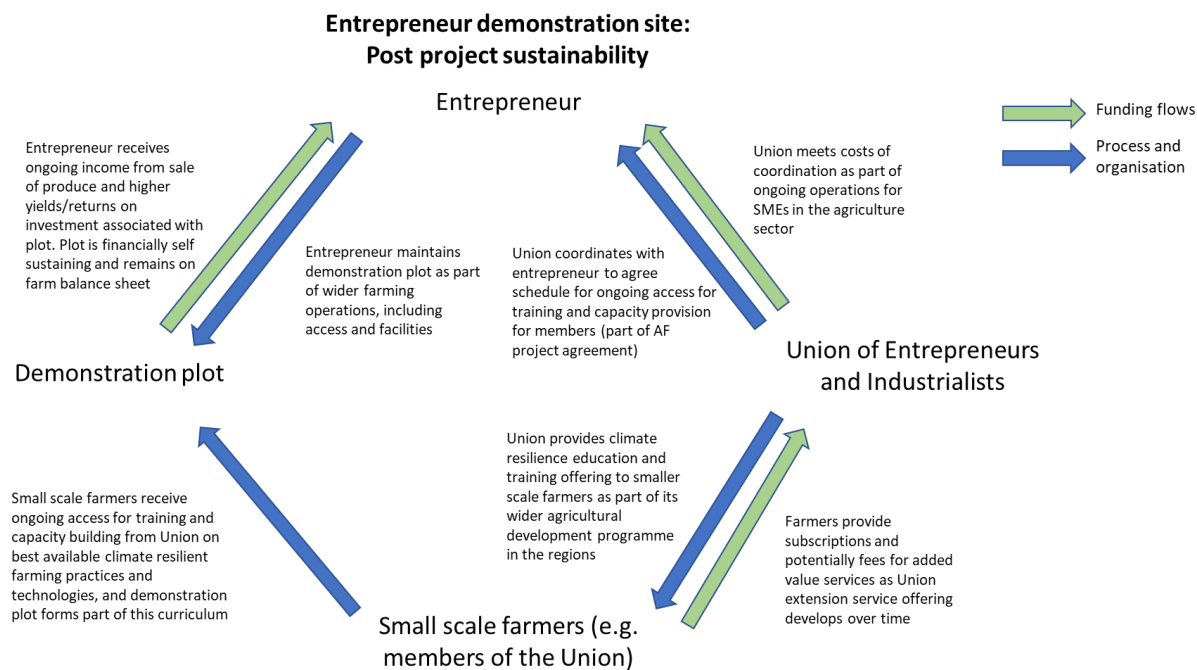 Entrepreneur demonstration site:
Post project sustainability
Entrepreneur
Funding flows
Process and
organisation
Entrepreneur receives
ongoing income from sale
of produce and higher
yields/returns on
investment associated with
plot. Plot is financially self
sustaining and remains on
farm balance sheet
Entrepreneur maintains
demonstration plot as part
of wider farming
operations, including
access and facilities
Union coordinates with
entrepreneur to agree
schedule for ongoing access for
training and capacity provision
for members (part of AF
project agreement)
Union meets costs of
coordination as part of
ongoing operations for
SMEs in the agriculture
sector
Demonstration plot
Union of Entrepreneurs
and Industrialists
Small scale farmers receive
ongoing access for training and
capacity building from Union on
best available climate resilient
farming practices and
technologies, and demonstration
plot forms part of this curriculum
Union provides climate
resilience education and
training offering to smaller
scale farmers as part of its
wider agricultural
development programme
in the regions
Farmers provide
subscriptions and
potentially fees for added
value services as Union
extension service offering
develops over time
Small scale farmers (e.g.
members of the Union)